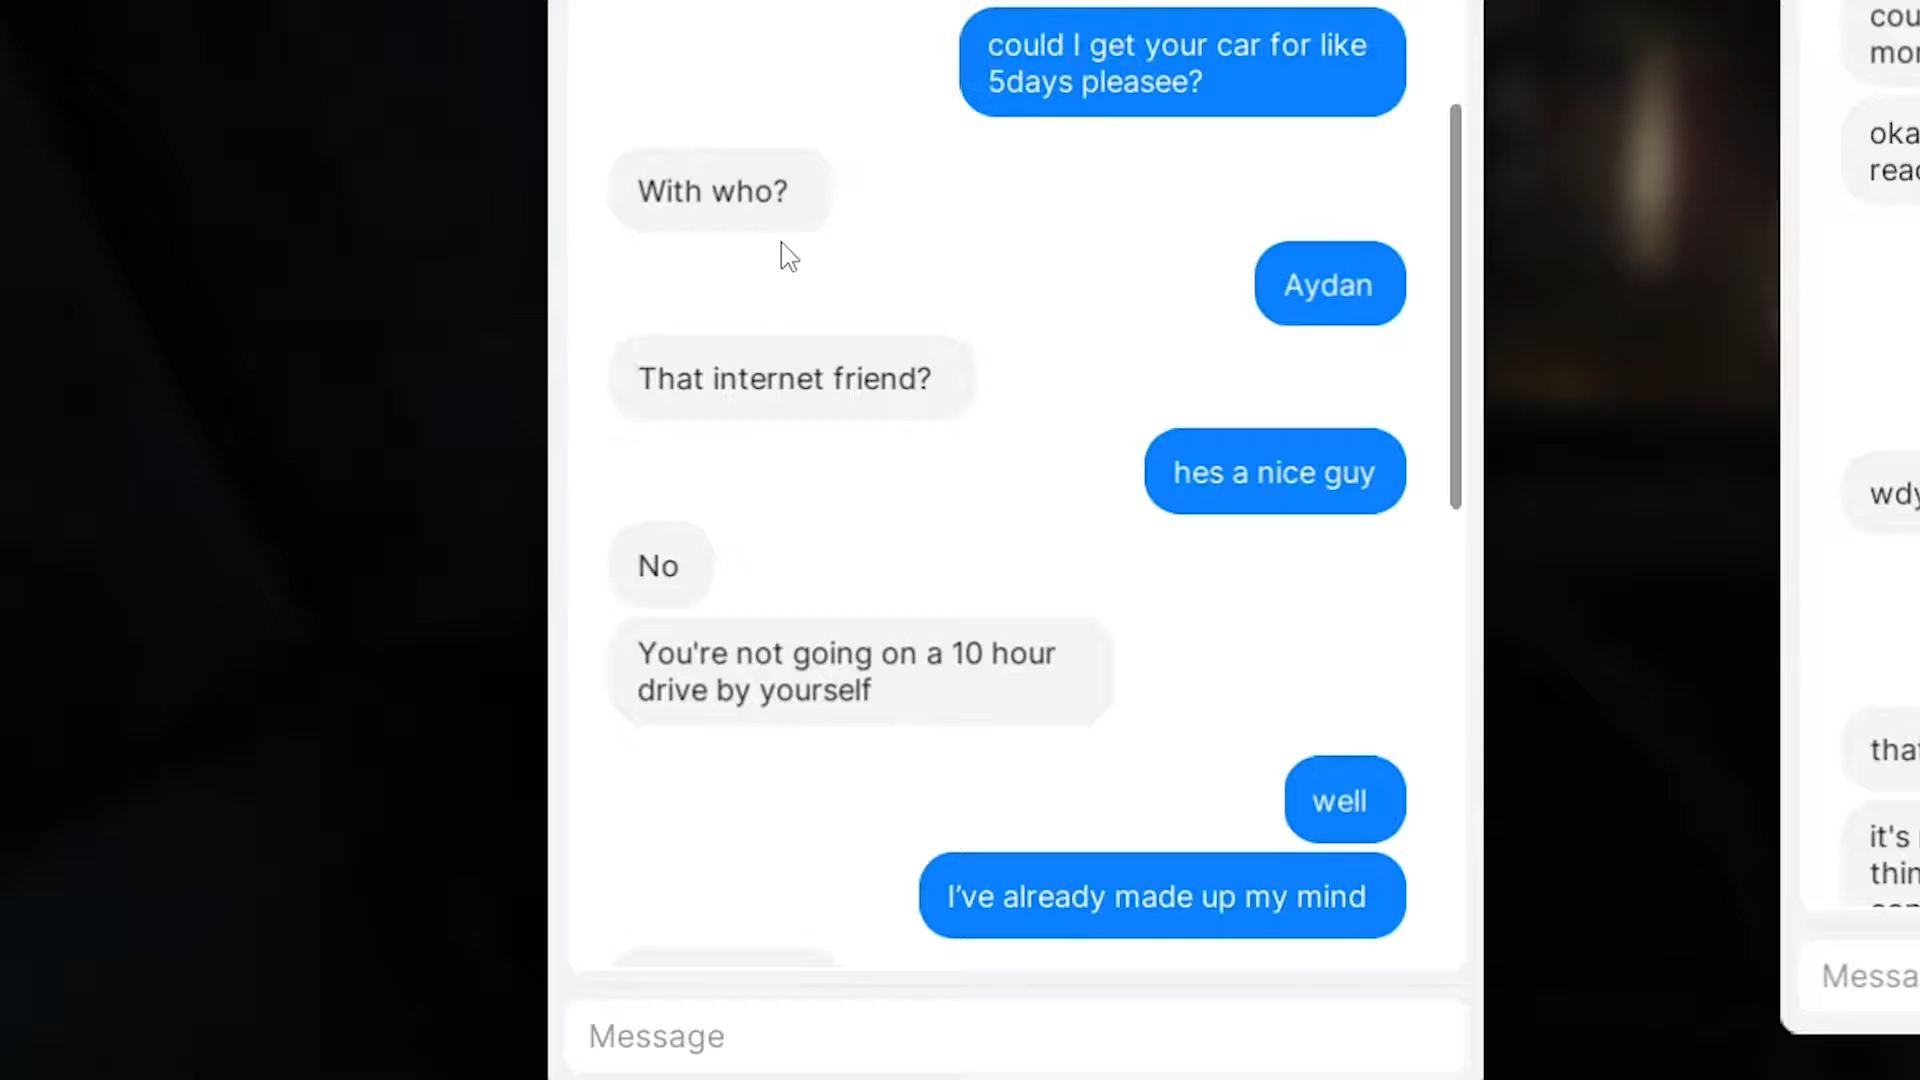 could I get your car for like
5days pleasee?
With who?
Aydan
That internet friend?
hes a nice guy
No
You're not going on a 10 hour
drive by yourself
well
I’ve already made up my mind
Message
it's